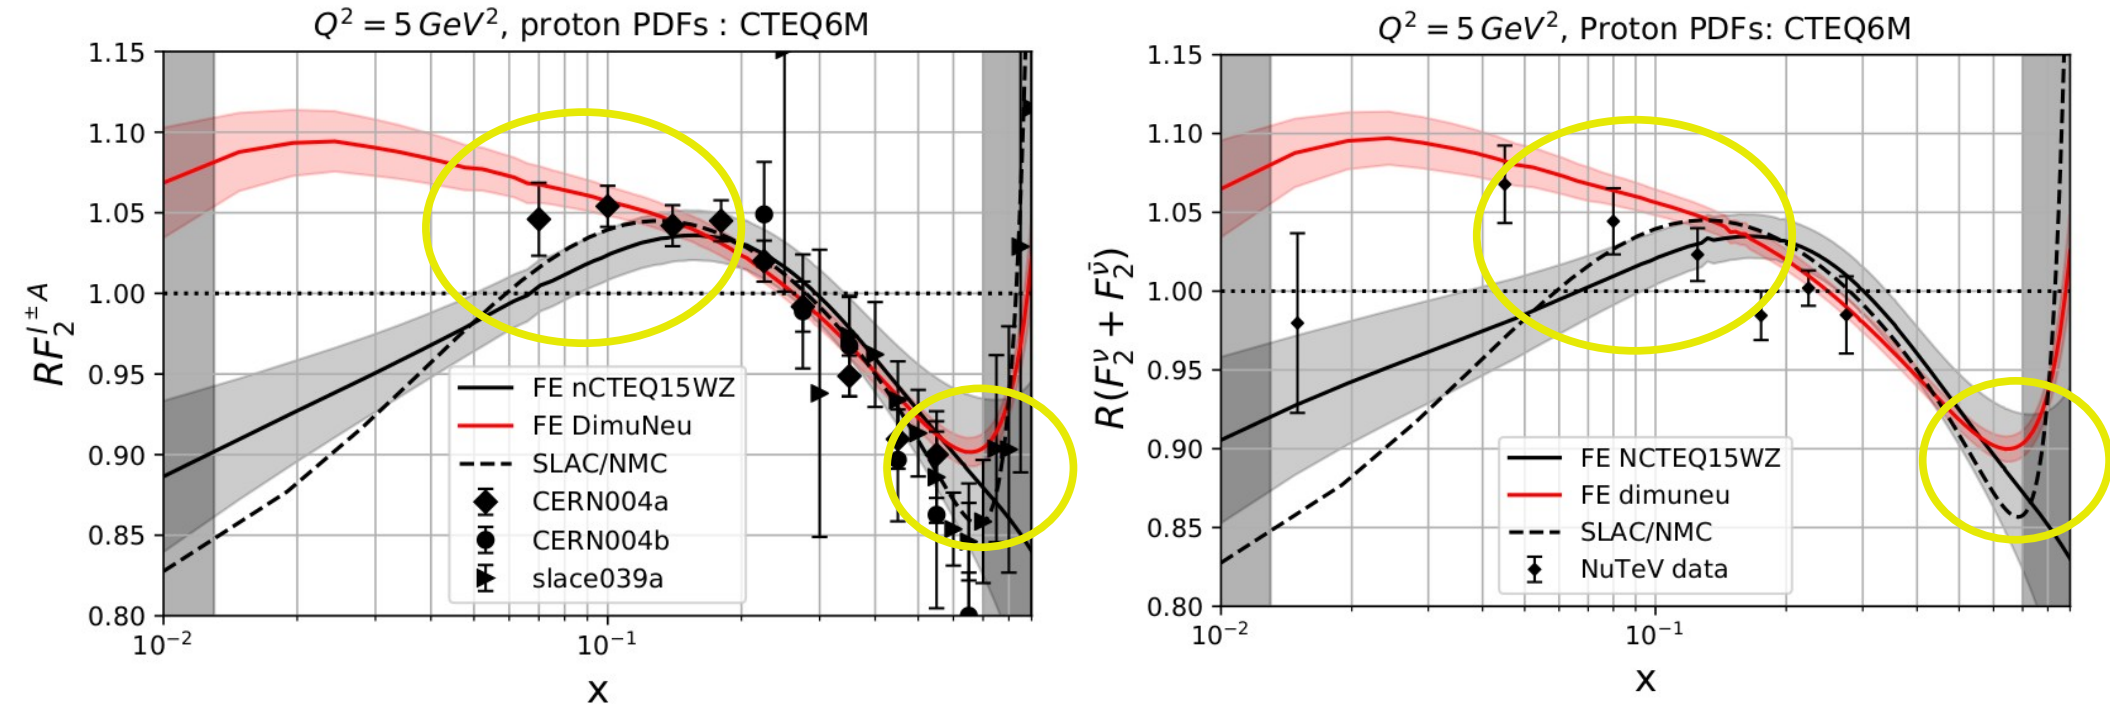 Q² = 5 GeV², proton PDFs : CTEQ6M
1.15
1.10
1.05
1.00
0.95
0.90
0.85
0.80
RF₂^{l^± A}
FE nCTEQ15WZ
FE DimuNeu
SLAC/NMC
CERN004a
CERN004b
slace039a
10⁻²
10⁻¹
x
Q² = 5 GeV², Proton PDFs: CTEQ6M
1.15
1.10
1.05
1.00
0.95
0.90
0.85
0.80
R(F₂^ν + F₂^ν̄)
FE NCTEQ15WZ
FE dimuneu
SLAC/NMC
NuTeV data
10⁻²
10⁻¹
x